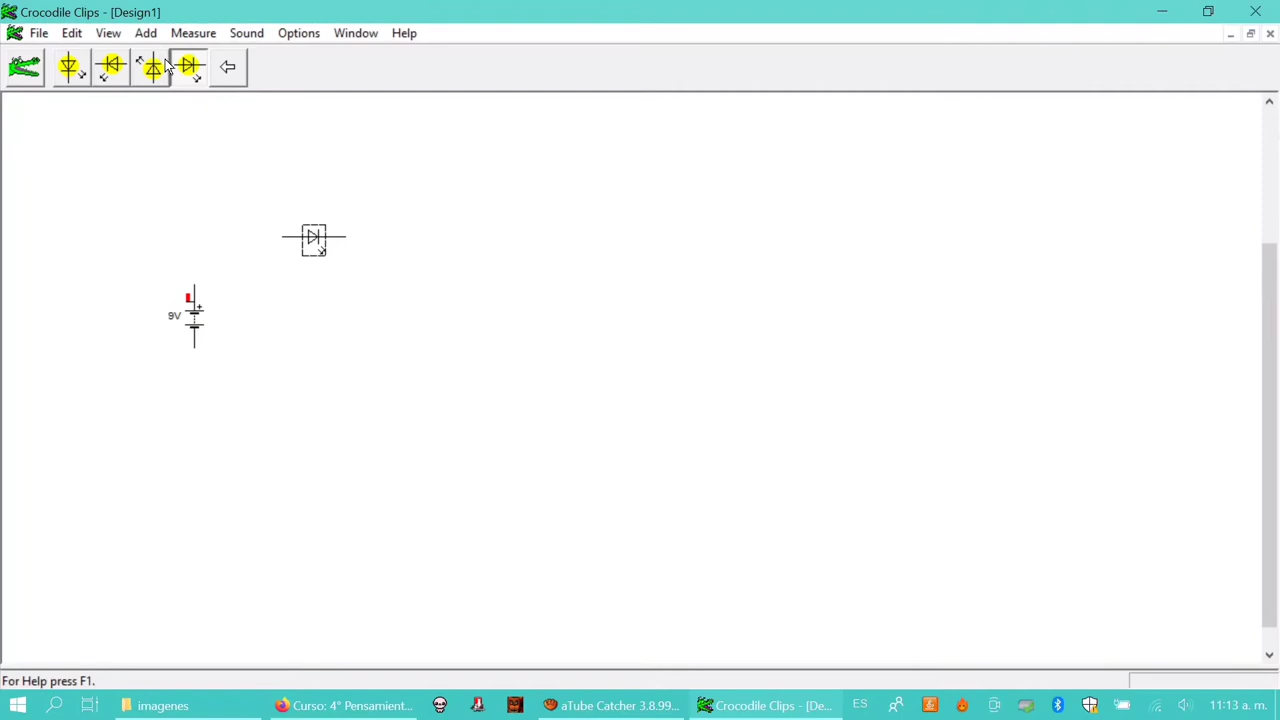 Crocodile Clips - [Design1]
File Edit View Add Measure Sound Options Window Help
+
9V
For Help press F1.
imagenes
Curso: 4° Pensamient...
aTube Catcher 3.8.99...
Crocodile Clips - [De...
ES
11:13 a. m.